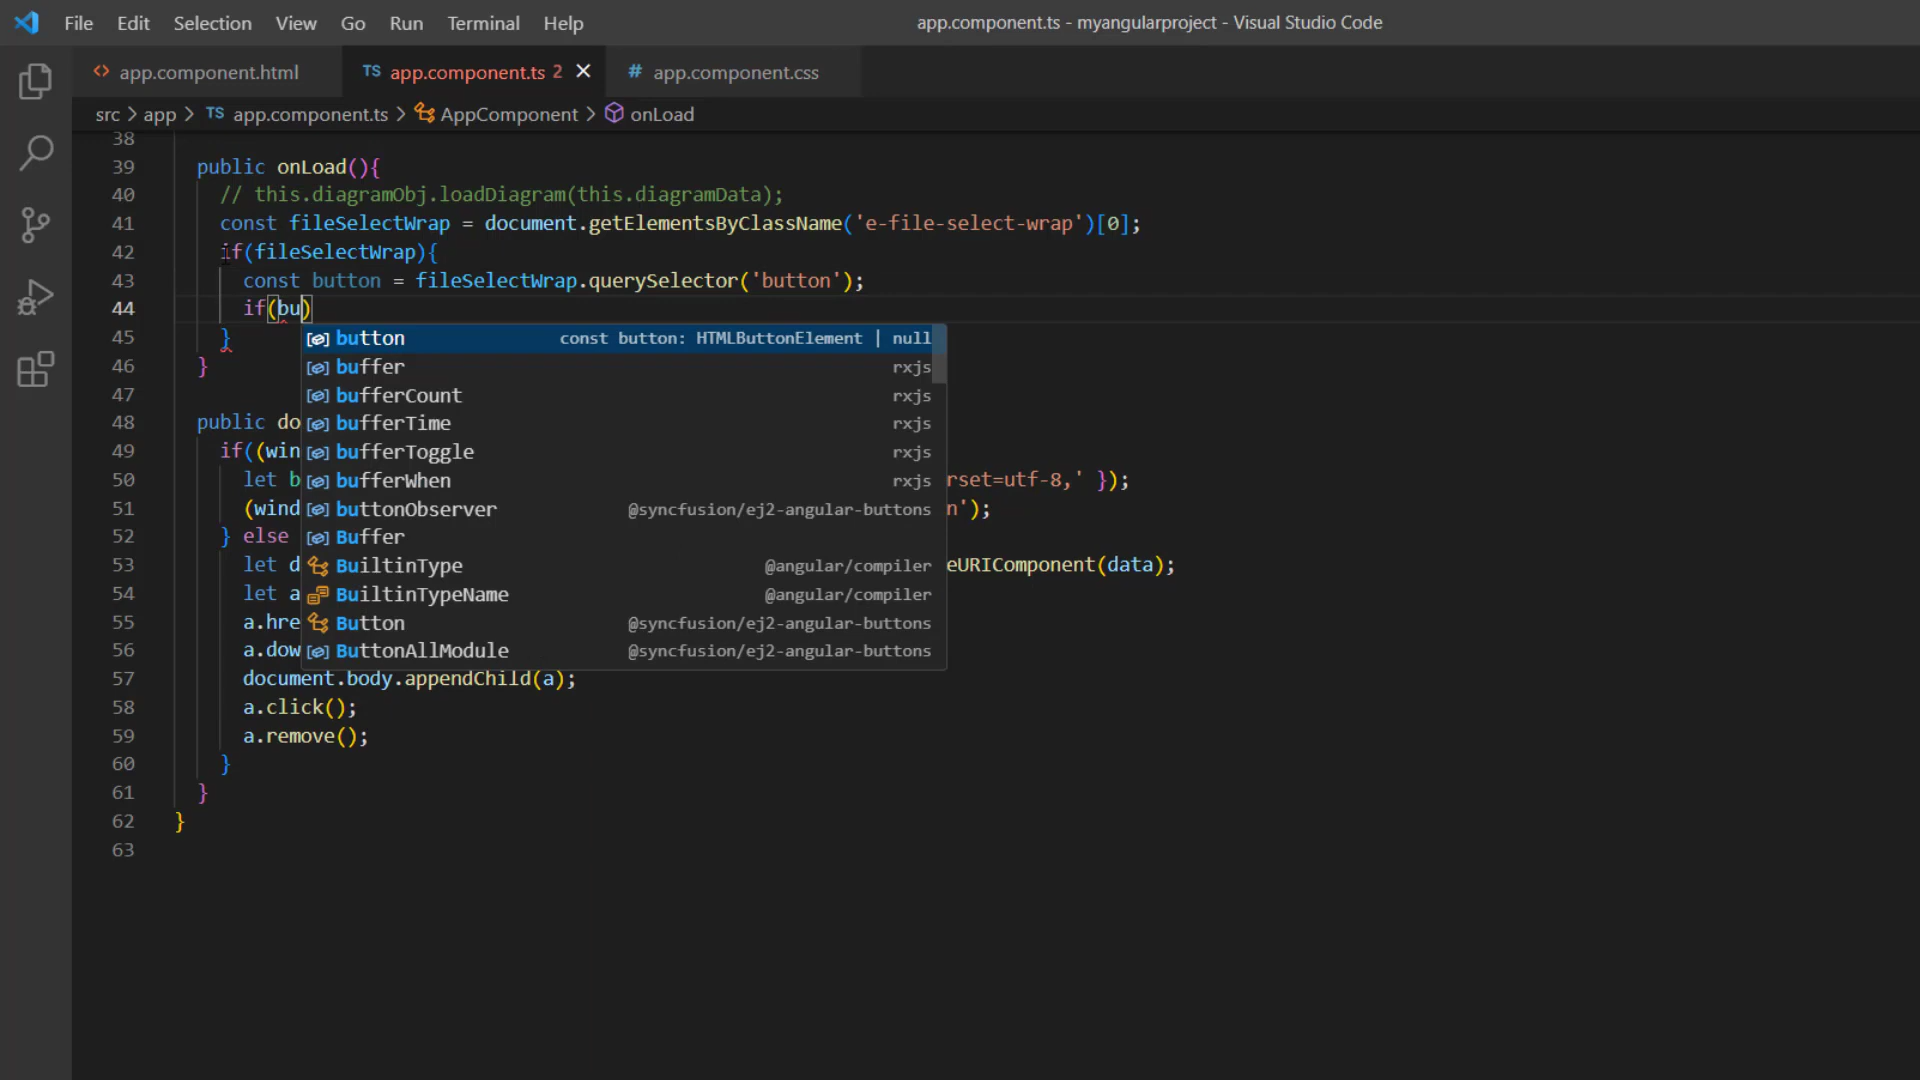 File Edit Selection View Go Run Terminal Help app.component.ts - myangularproject - Visual Studio Code
<> app.component.html TS app.component.ts 2 × # app.component.css
src > app > TS app.component.ts > AppComponent > onLoad
38
39 public onLoad(){
40 // this.diagramObj.loadDiagram(this.diagramData);
41 const fileSelectWrap = document.getElementsByClassName('e-file-select-wrap')[0];
42 if(fileSelectWrap){
43 const button = fileSelectWrap.querySelector('button');
44 if(bu)
45 } button const button: HTMLButtonElement | null
46 } buffer rxjs
47 bufferCount rxjs
48 public do bufferTime rxjs
49 if((win bufferToggle rxjs
50 let b bufferWhen rxjs rset=utf-8,' });
51 (wind buttonObserver @syncfusion/ej2-angular-buttons n');
52 } else Buffer
53 let d BuiltinType @angular/compiler eURIComponent(data);
54 let a BuiltinTypeName @angular/compiler
55 a.hre Button @syncfusion/ej2-angular-buttons
56 a.dow ButtonAllModule @syncfusion/ej2-angular-buttons
57 document.body.appendChild(a);
58 a.click();
59 a.remove();
60 }
61 }
62 }
63